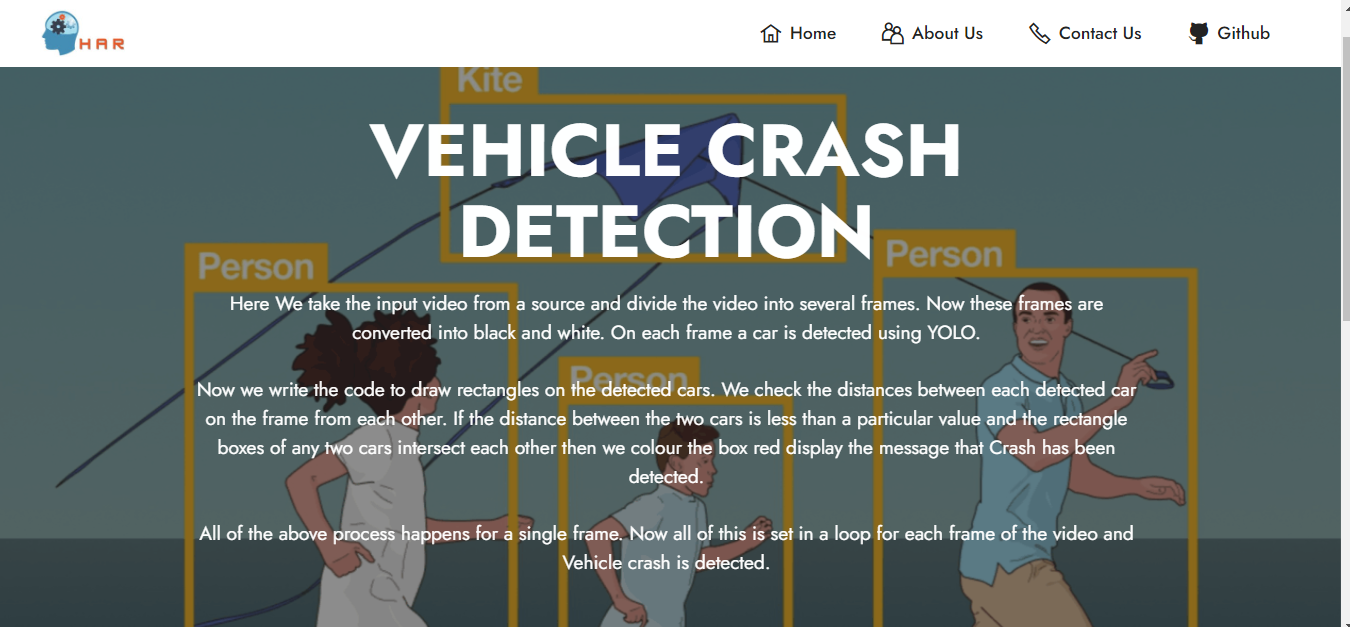 HAR
Home
About Us
Contact Us
Github
Kite
VEHICLE CRASH
DETECTION
Person
Person
Here We take the input video from a source and divide the video into several frames. Now these frames are
converted into black and white. On each frame a car is detected using YOLO.
Person
Now we write the code to draw rectangles on the detected cars. We check the distances between each detected car
on the frame from each other. If the distance between the two cars is less than a particular value and the rectangle
boxes of any two cars intersect each other then we colour the box red display the message that Crash has been
detected.
All of the above process happens for a single frame. Now all of this is set in a loop for each frame of the video and
Vehicle crash is detected.